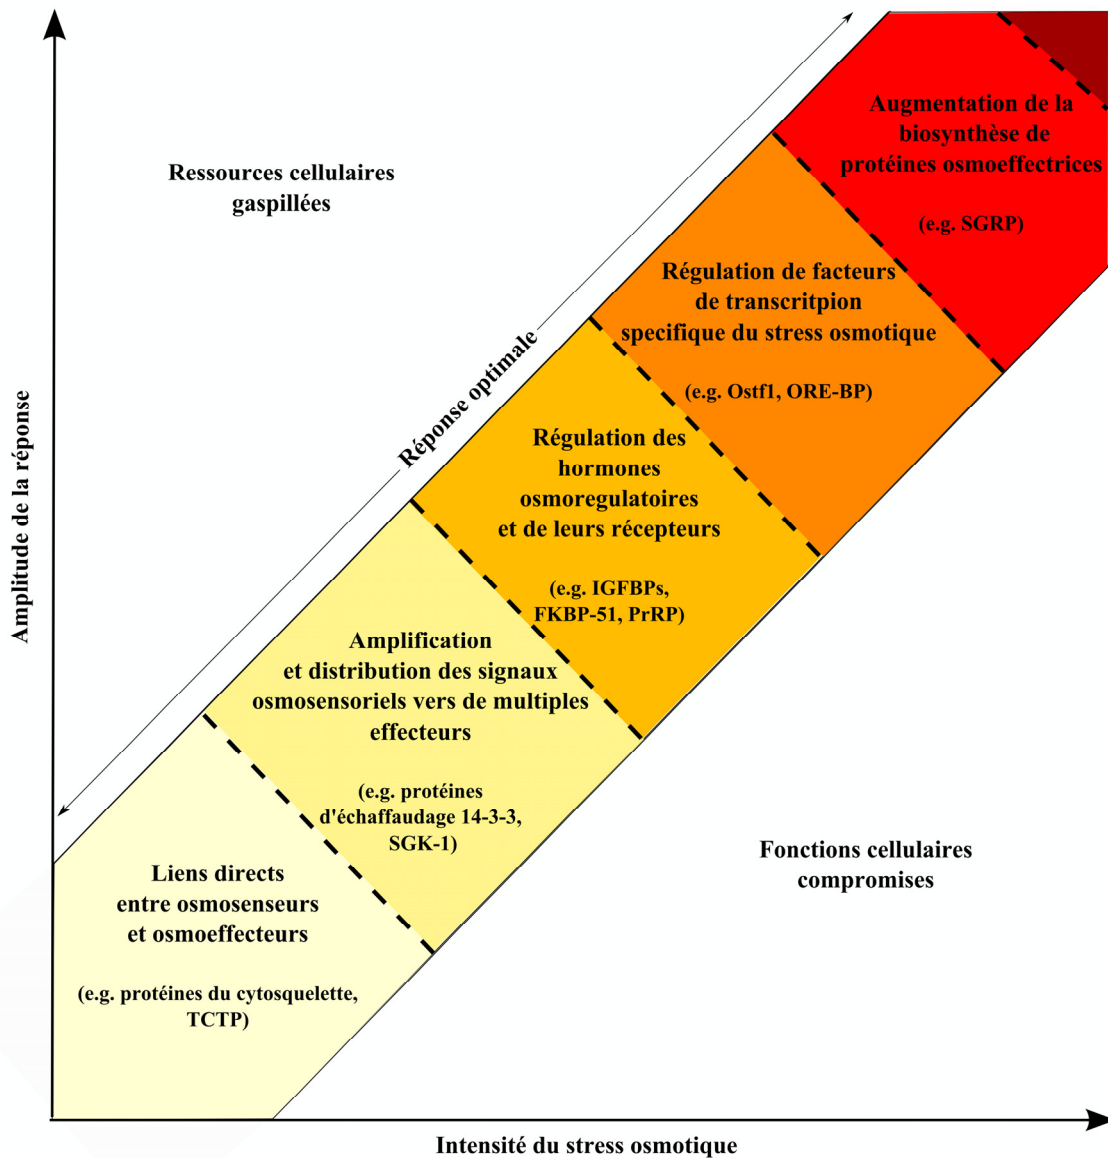 Augmentation de la
biosynthèse de
protéines osmoeffectrices
(e.g. SGRP)
Ressources cellulaires
gaspillées
Régulation de facteurs
de transcritpion
specifique du stress osmotique
(e.g. Ostf1, ORE-BP)
Réponse optimale
Régulation des
hormones
osmoregulatoires
et de leurs récepteurs
(e.g. IGFBPs,
FKBP-51, PrRP)
Amplitude de la réponse
Amplification
et distribution des signaux
osmosensoriels vers de multiples
effecteurs
(e.g. protéines
d'échaffaudage 14-3-3,
SGK-1)
Fonctions cellulaires
compromises
Liens directs
entre osmosenseurs
et osmoeffecteurs
(e.g. protéines du cytosquelette,
TCTP)
Intensité du stress osmotique